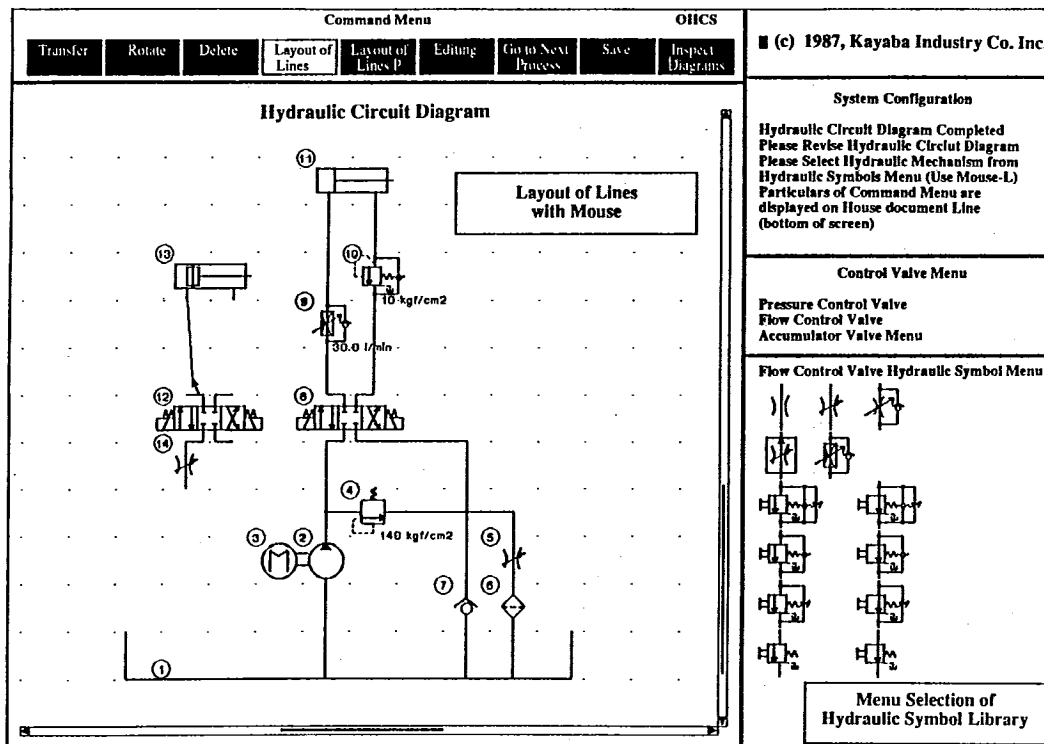 Command Menu OHCS
Transfer Rotate Delete Layout of Lines Layout of Lines P Editing Go to Next Process Save Inspect Diagrams
■ (c) 1987, Kayaba Industry Co. Inc
Hydraulic Circuit Diagram
Layout of Lines
with Mouse
11
13
10
10 kgf/cm2
9
30.0 l/min
12
8
14
4
140 kgf/cm2
3
2
5
7
6
1
System Configuration
Hydraulic Circuit Diagram Completed
Please Revise Hydraulic Circlut Diagram
Please Select Hydraulic Mechanism from
Hydraulic Symbols Menu (Use Mouse-L)
Particulars of Command Menu are
displayed on House document Line
(bottom of screen)
Control Valve Menu
Pressure Control Valve
Flow Control Valve
Accumulator Valve Menu
Flow Control Valve Hydraulic Symbol Menu
Menu Selection of
Hydraulic Symbol Library